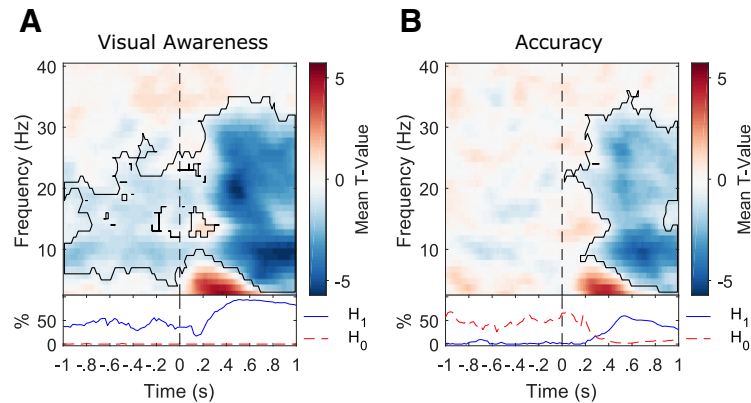 A
Visual Awareness
40
30
20
10
Frequency (Hz)
5
0
-5
Mean T-Value
50
0
%
H1
H0
-1 -.8 -.6 -.4 -.2 0 .2 .4 .6 .8 1
Time (s)
B
Accuracy
40
30
20
10
Frequency (Hz)
5
0
-5
Mean T-Value
50
0
%
H1
H0
-1 -.8 -.6 -.4 -.2 0 .2 .4 .6 .8 1
Time (s)